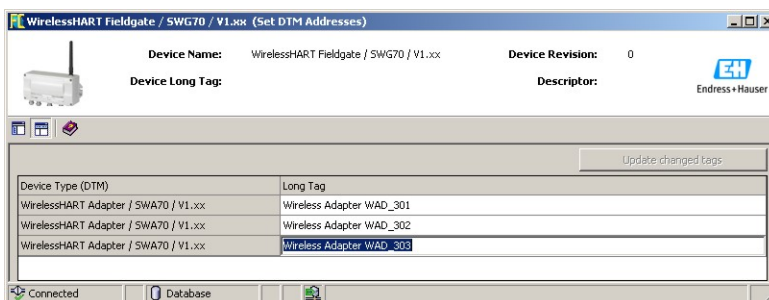 WirelessHART Fieldgate / SWG70 / V1.xx (Set DTM Addresses)
Device Name: WirelessHART Fieldgate / SWG70 / V1.xx Device Revision: 0
Device Long Tag: Descriptor:
EH
Endress+Hauser
Update changed tags
Device Type (DTM) Long Tag
WirelessHART Adapter / SWA70 / V1.xx Wireless Adapter WAD_301
WirelessHART Adapter / SWA70 / V1.xx Wireless Adapter WAD_302
WirelessHART Adapter / SWA70 / V1.xx Wireless Adapter WAD_303
Connected Database